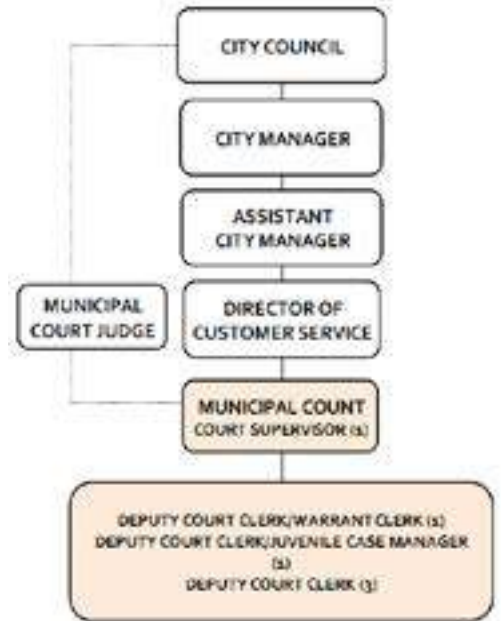 CITY COUNCIL
CITY MANAGER
ASSISTANT
CITY MANAGER
MUNICIPAL
COURT JUDGE
DIRECTOR OF
CUSTOMER SERVICE
MUNICIPAL COUNT
COURT SUPERVISOR (1)
DEPUTY COURT CLERK/WARRANT CLERK (1)
DEPUTY COURT CLERK/JUVENILE CASE MANAGER
(1)
DEPUTY COURT CLERK (3)